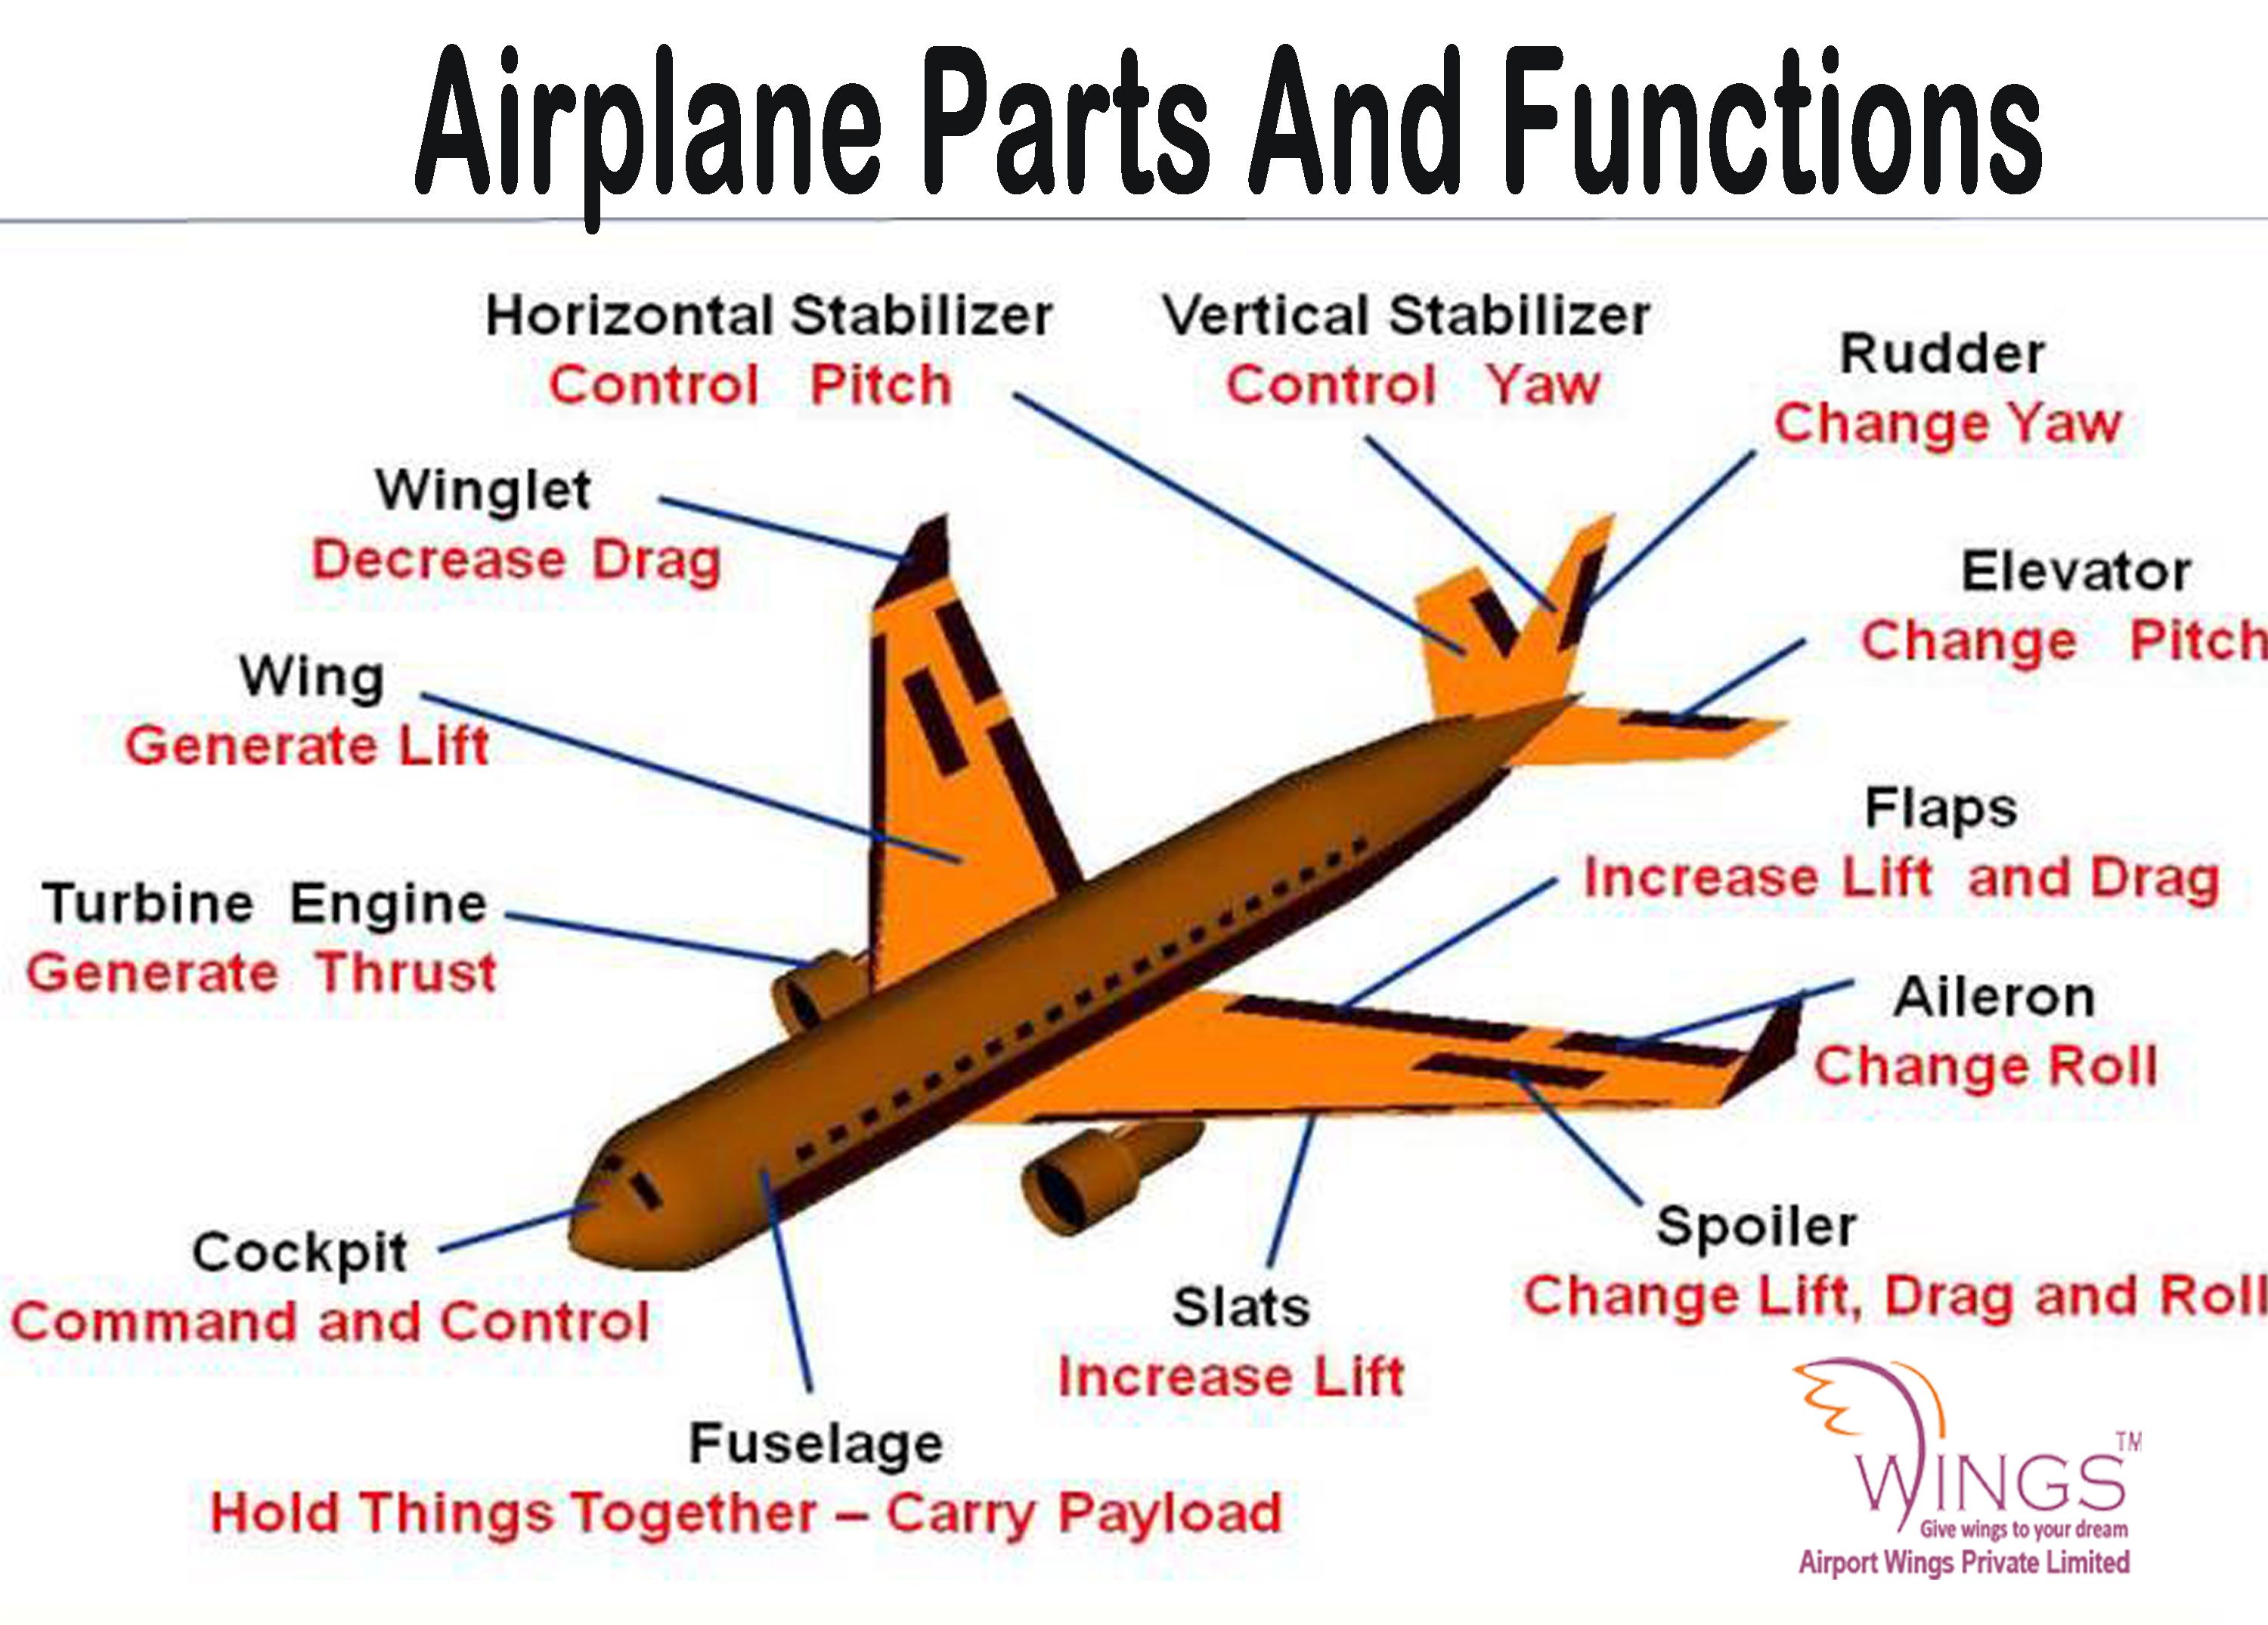 Airplane Parts And Functions
Horizontal Stabilizer
Control Pitch
Vertical Stabilizer
Control Yaw
Rudder
Change Yaw
Winglet
Decrease Drag
Elevator
Change Pitch
Wing
Generate Lift
Flaps
Increase Lift and Drag
Turbine Engine
Generate Thrust
Aileron
Change Roll
Cockpit
Command and Control
Spoiler
Change Lift, Drag and Roll
Slats
Increase Lift
Fuselage
Hold Things Together – Carry Payload
WINGS TM
Give wings to your dream
Airport Wings Private Limited